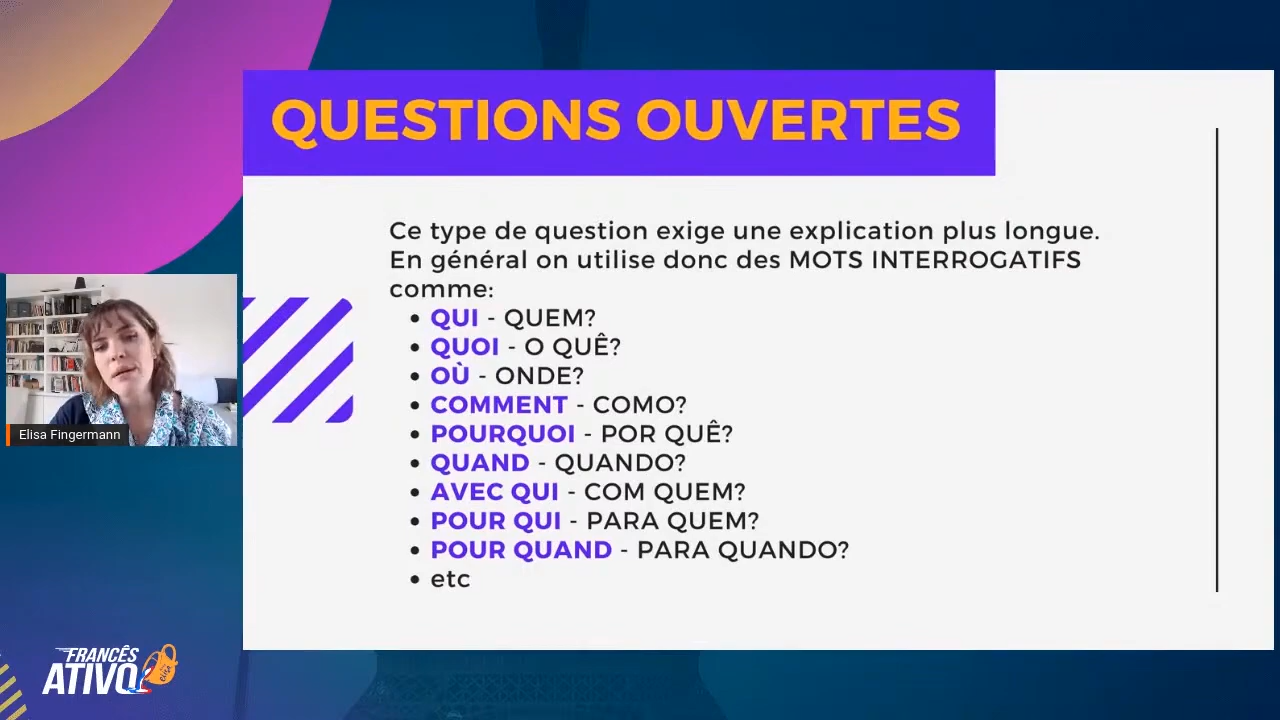 QUESTIONS OUVERTES
Ce type de question exige une explication plus longue.
En général on utilise donc des MOTS INTERROGATIFS
comme:
• QUI - QUEM?
• QUOI - O QUÊ?
• OÙ - ONDE?
• COMMENT - COMO?
• POURQUOI - POR QUÊ?
• QUAND - QUANDO?
• AVEC QUI - COM QUEM?
• POUR QUI - PARA QUEM?
• POUR QUAND - PARA QUANDO?
• etc
Elisa Fingermann
FRANCÊS
ATIVO